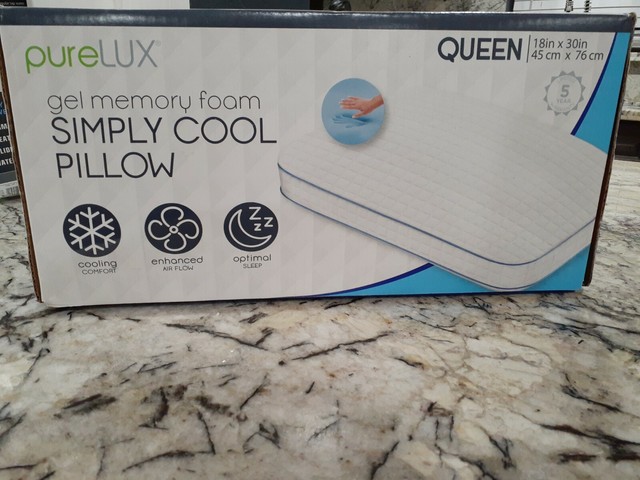 pureLUX
QUEEN
18in x 30in
45 cm x 76 cm
5
YEAR
gel memory foam
SIMPLY COOL
PILLOW
Z Z
Z Z
cooling
COMFORT
enhanced
AIR FLOW
optimal
SLEEP